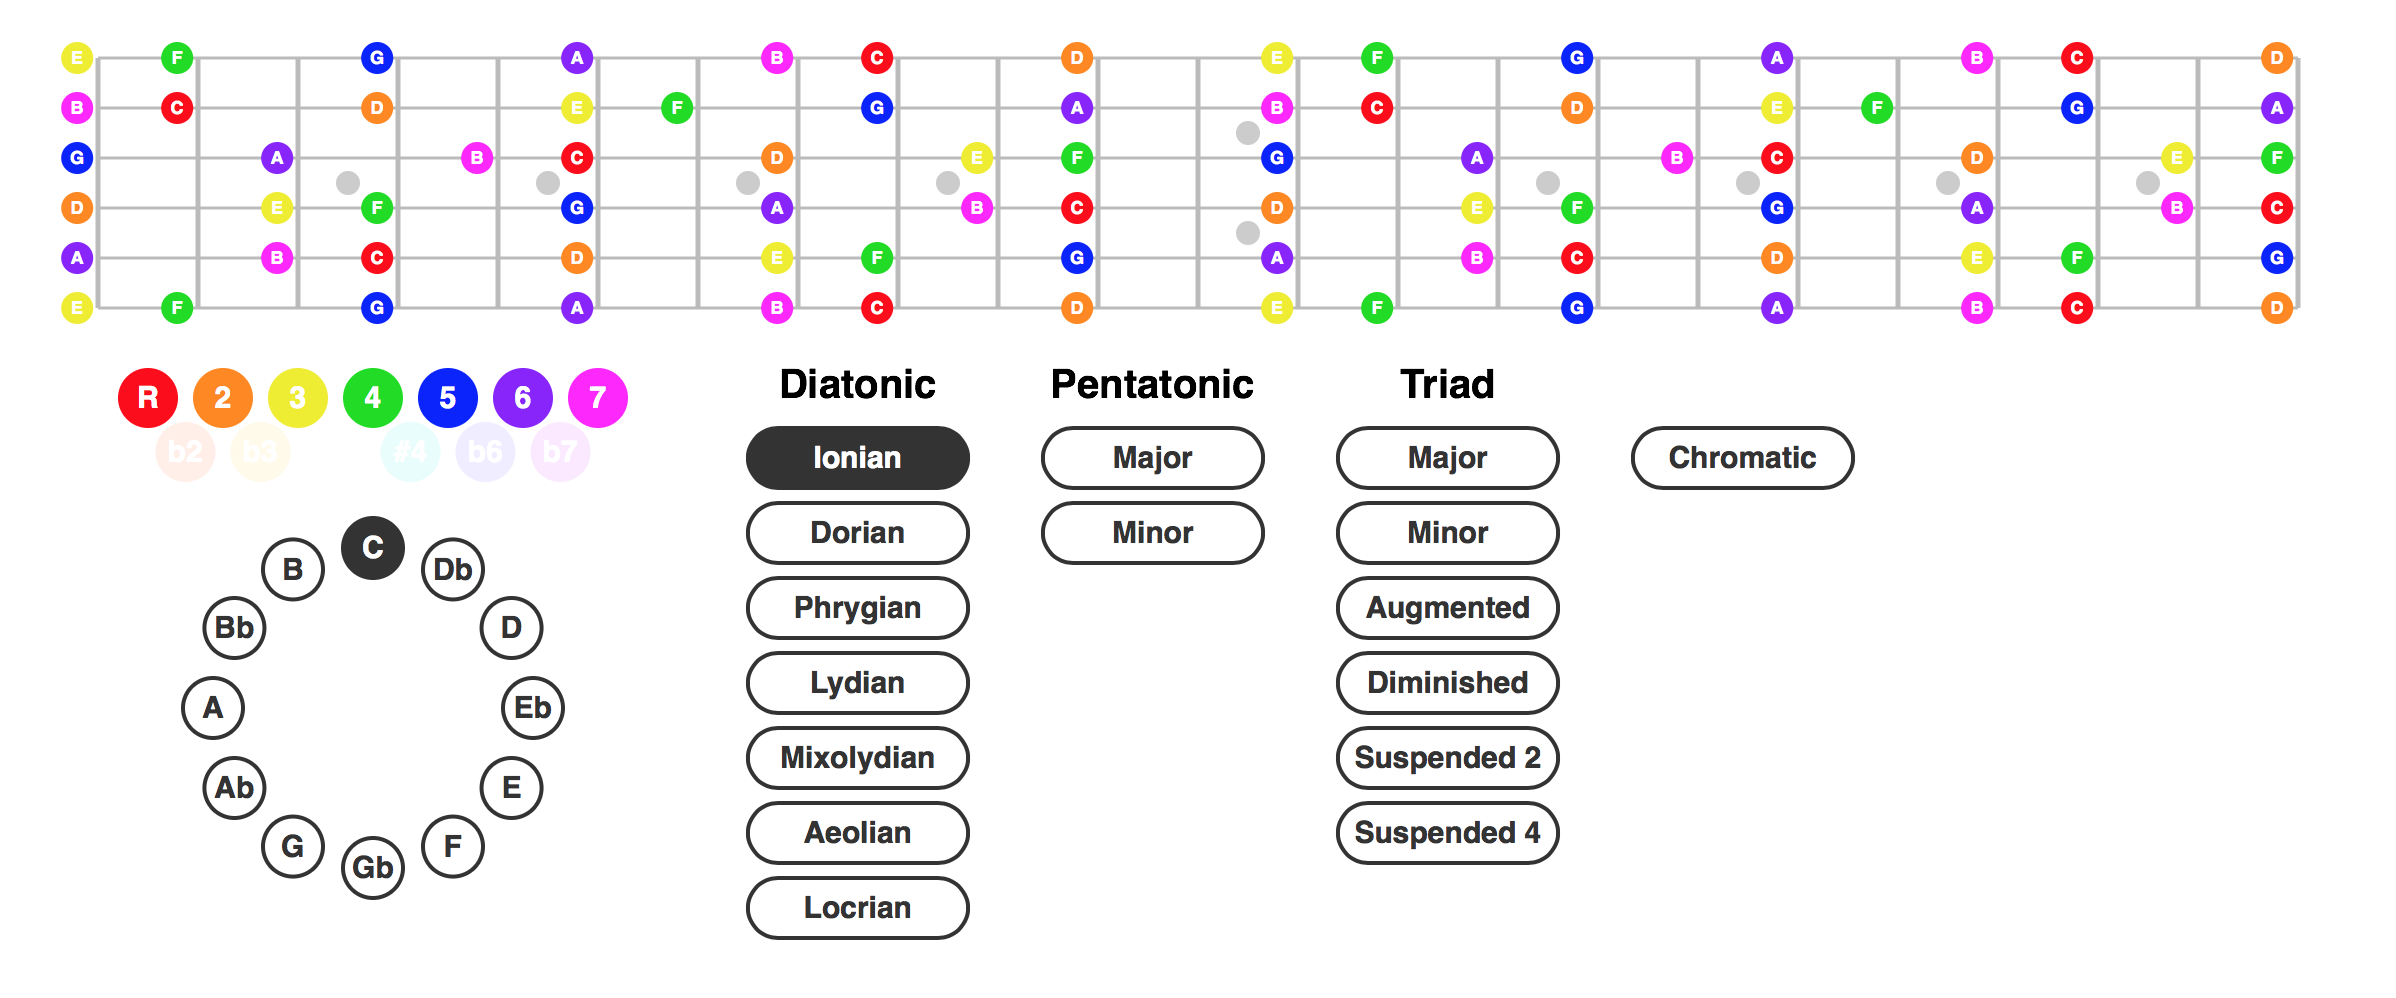 E F G A B C D E F G A B C D
B C D E F G A B C D E F G A
G A B C D E F G A B C D E F
D E F G A B C D E F G A B C
A B C D E F G A B C D E F G
E F G A B C D E F G A B C D
R 2 3 4 5 6 7
b2 b3 #4 b6 b7
C
B Db
Bb D
A Eb
Ab E
G F
Gb
Diatonic
Ionian
Dorian
Phrygian
Lydian
Mixolydian
Aeolian
Locrian
Pentatonic
Major
Minor
Triad
Major
Minor
Augmented
Diminished
Suspended 2
Suspended 4
Chromatic